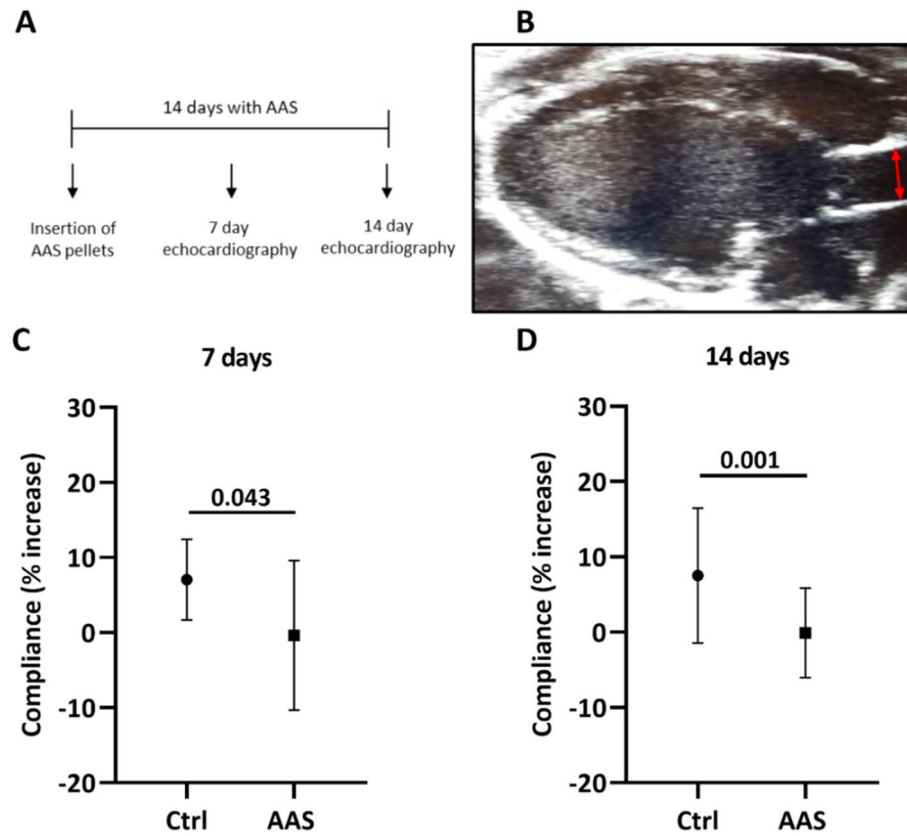 A
14 days with AAS
Insertion of
AAS pellets
7 day
echocardiography
14 day
echocardiography
B
C
7 days
Compliance (% increase)
30
20
10
0
-10
-20
0.043
Ctrl
AAS
D
14 days
Compliance (% increase)
30
20
10
0
-10
-20
0.001
Ctrl
AAS